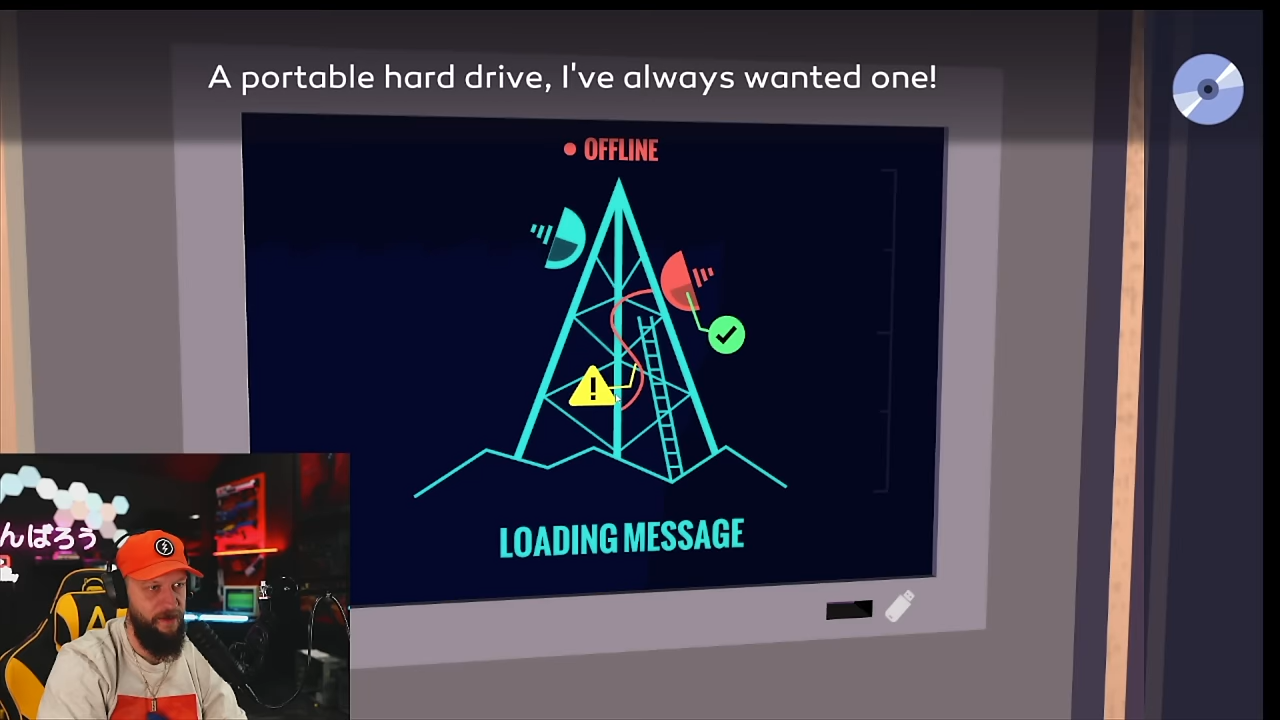 A portable hard drive, I've always wanted one!
OFFLINE
!
LOADING MESSAGE
んばろう